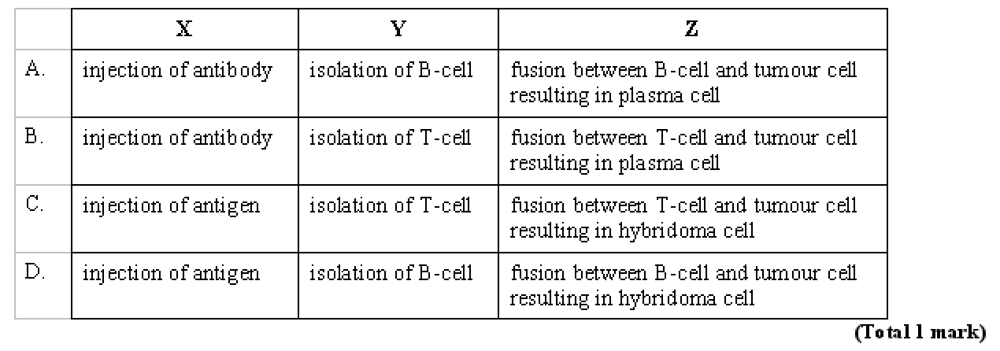 X Y Z
A. injection of antibody isolation of B-cell fusion between B-cell and tumour cell
resulting in plasma cell
B. injection of antibody isolation of T-cell fusion between T-cell and tumour cell
resulting in plasma cell
C. injection of antigen isolation of T-cell fusion between T-cell and tumour cell
resulting in hybridoma cell
D. injection of antigen isolation of B-cell fusion between B-cell and tumour cell
resulting in hybridoma cell
(Total 1 mark)